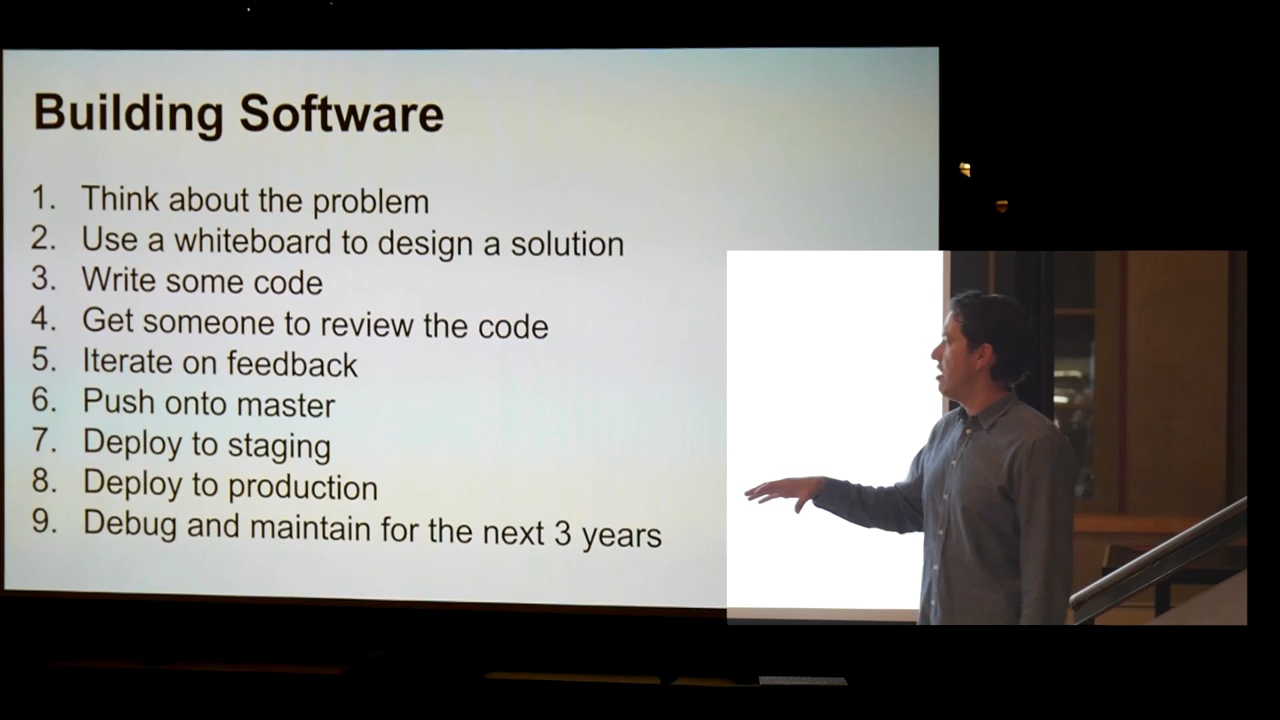 Building Software
1. Think about the problem
2. Use a whiteboard to design a solution
3. Write some code
4. Get someone to review the code
5. Iterate on feedback
6. Push onto master
7. Deploy to staging
8. Deploy to production
9. Debug and maintain for the next 3 years